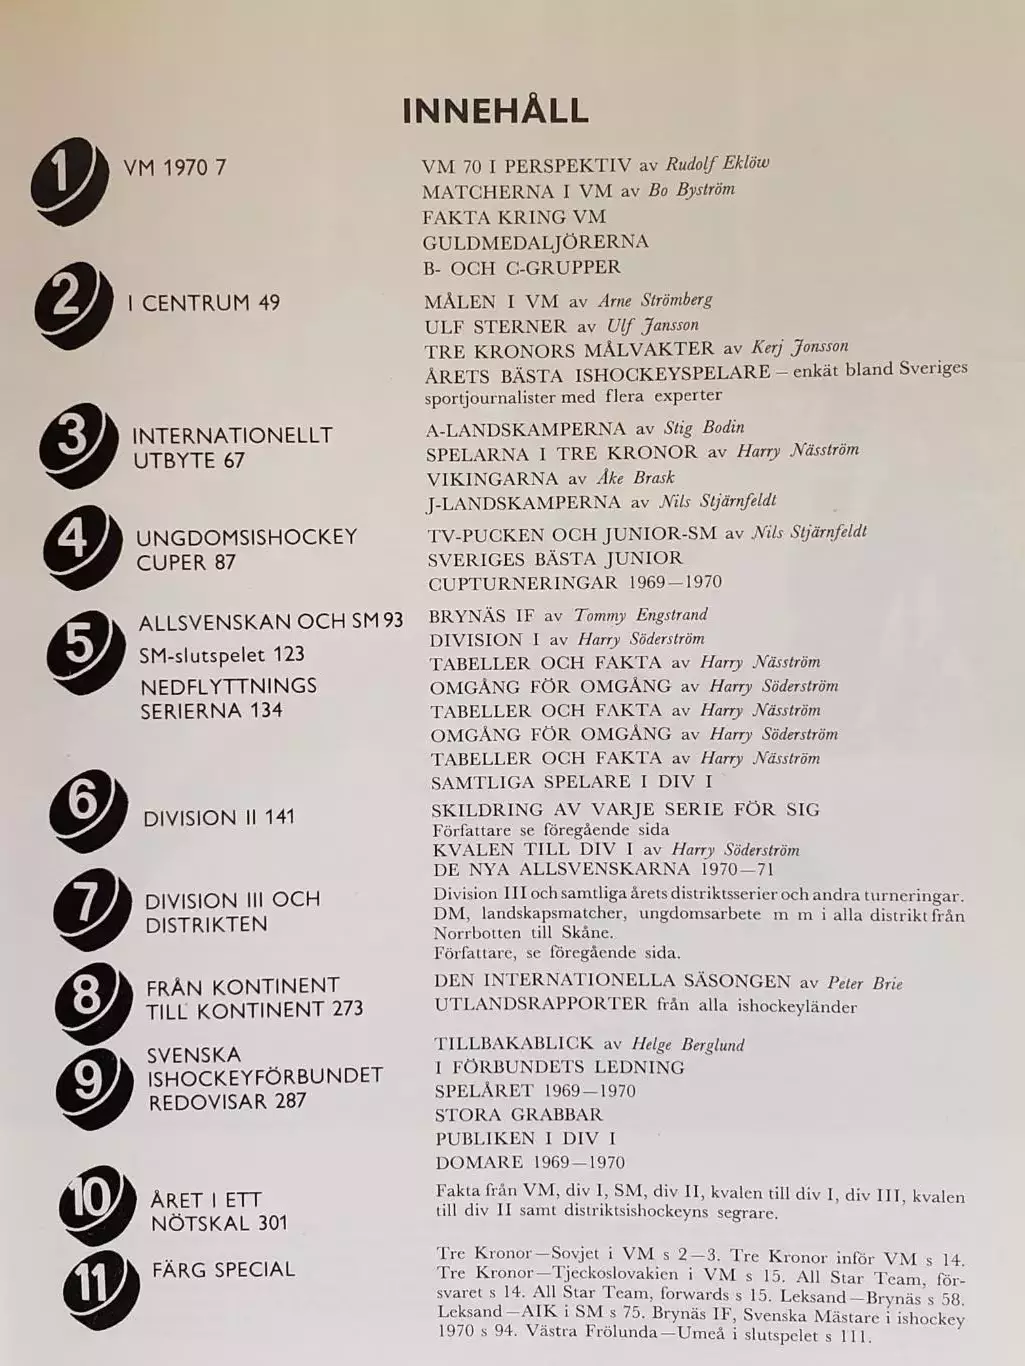 INNEHÅLL
1 VM 1970 7
VM 70 I PERSPEKTIV av Rudolf Eklöw
MATCHERNA I VM av Bo Byström
FAKTA KRING VM
GULDMEDALJÖRERNA
B- OCH C-GRUPPER
2 I CENTRUM 49
MÅLEN I VM av Arne Strömberg
ULF STERNER av Ulf Jansson
TRE KRONORS MÅLVAKTER av Kerj Jonsson
ÅRETS BÄSTA ISHOCKEYSPELARE – enkät bland Sveriges
sportjournalister med flera experter
3 INTERNATIONELLT
UTBYTE 67
A-LANDSKAMPERNA av Stig Bodin
SPELARNA I TRE KRONOR av Harry Näsström
VIKINGARNA av Åke Brask
J-LANDSKAMPERNA av Nils Stjärnfeldt
4 UNGDOMSISHOCKEY
CUPER 87
TV-PUCKEN OCH JUNIOR-SM av Nils Stjärnfeldt
SVERIGES BÄSTA JUNIOR
CUPTURNERINGAR 1969–1970
5 ALLSVENSKAN OCH SM 93
SM-slutspelet 123
NEDFLYTTNINGS
SERIERNA 134
BRYNÄS IF av Tommy Engstrand
DIVISION I av Harry Söderström
TABELLER OCH FAKTA av Harry Näsström
OMGÅNG FÖR OMGÅNG av Harry Söderström
TABELLER OCH FAKTA av Harry Näsström
OMGÅNG FÖR OMGÅNG av Harry Söderström
TABELLER OCH FAKTA av Harry Näsström
SAMTLIGA SPELARE I DIV I
6 DIVISION II 141
SKILDRING AV VARJE SERIE FÖR SIG
Författare se föregående sida
KVALEN TILL DIV I av Harry Söderström
DE NYA ALLSVENSKARNA 1970–71
7 DIVISION III OCH
DISTRIKTEN
Division III och samtliga årets distriktsserier och andra turneringar.
DM, landskapsmatcher, ungdomsarbete m m i alla distrikt från
Norrbotten till Skåne.
Författare, se föregående sida.
8 FRÅN KONTINENT
TILL KONTINENT 273
DEN INTERNATIONELLA SÄSONGEN av Peter Brie
UTLANDSRAPPORTER från alla ishockeyländer
9 SVENSKA
ISHOCKEYFÖRBUNDET
REDOVISAR 287
TILLBAKABLICK av Helge Berglund
I FÖRBUNDETS LEDNING
SPELÅRET 1969–1970
STORA GRABBAR
PUBLIKEN I DIV I
DOMARE 1969–1970
10 ÅRET I ETT
NÖTSKAL 301
Fakta från VM, div I, SM, div II, kvalen till div I, div III, kvalen
till div II samt distriktsishockeyns segrare.
11 FÄRG SPECIAL
Tre Kronor–Sovjet i VM s 2–3. Tre Kronor inför VM s 14.
Tre Kronor–Tjeckoslovakien i VM s 15. All Star Team, för-
svaret s 14. All Star Team, forwards s 15. Leksand–Brynäs s 58.
Leksand–AIK i SM s 75. Brynäs IF, Svenska Mästare i ishockey
1970 s 94. Västra Frölunda–Umeå i slutspelet s 111.